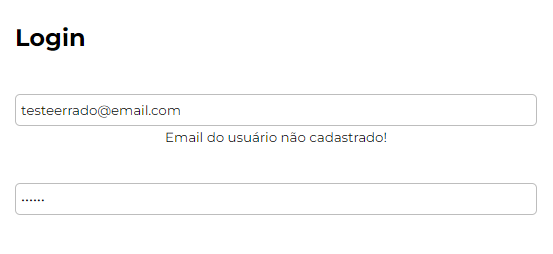 Login
testeerrado@email.com
Email do usuário não cadastrado!
······